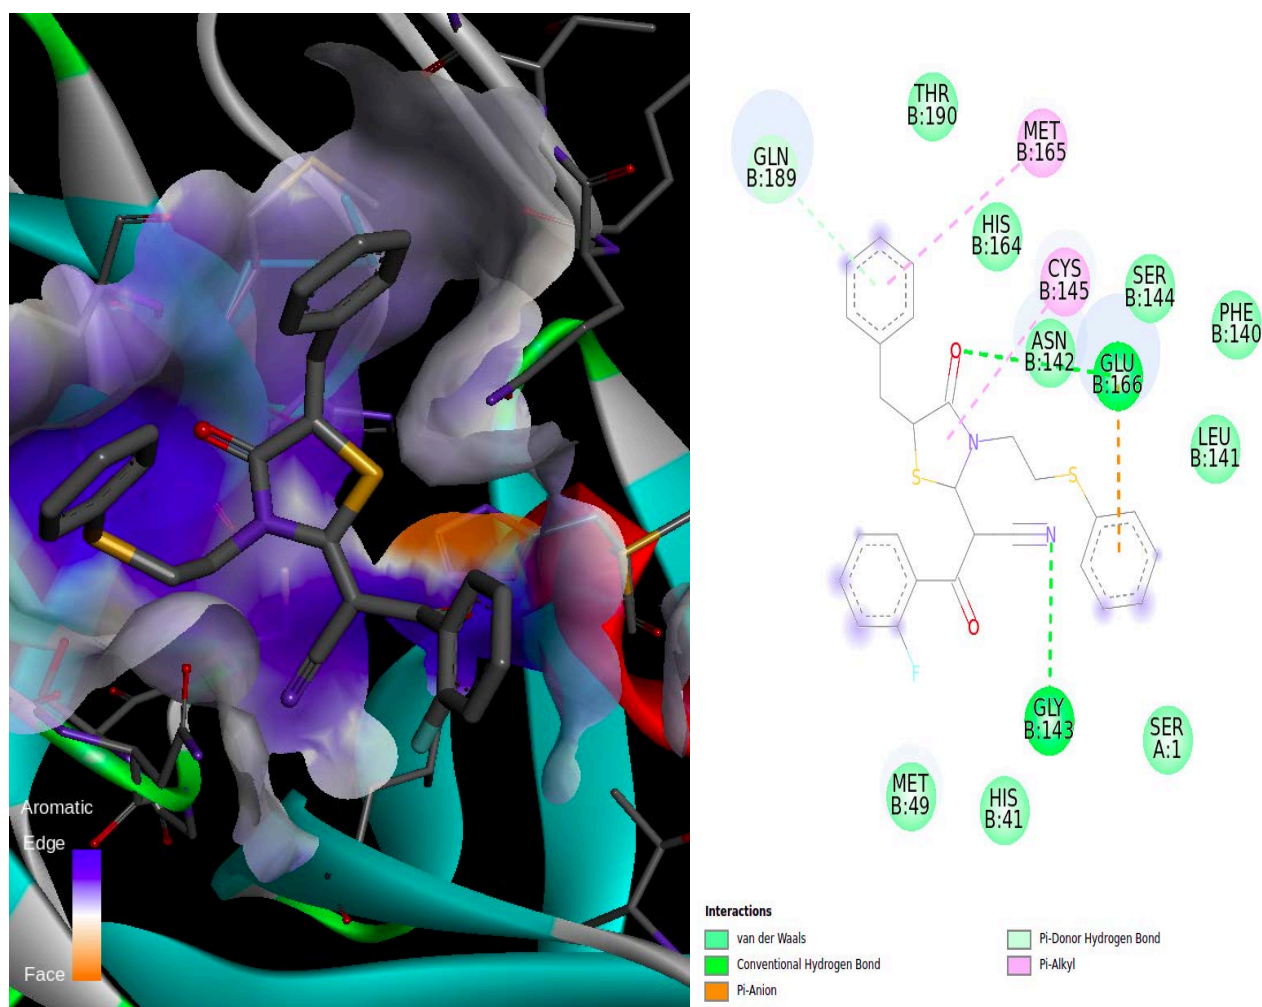 Aromatic
Edge
Face
THR
B:190
MET
B:165
GLN
B:189
HIS
B:164
CYS
B:145
SER
B:144
PHE
B:140
ASN
B:142
GLU
B:166
O
LEU
B:141
N
S
S
N
O
F
GLY
B:143
SER
A:1
MET
B:49
HIS
B:41
Interactions
van der Waals
Conventional Hydrogen Bond
Pi-Anion
Pi-Donor Hydrogen Bond
Pi-Alkyl